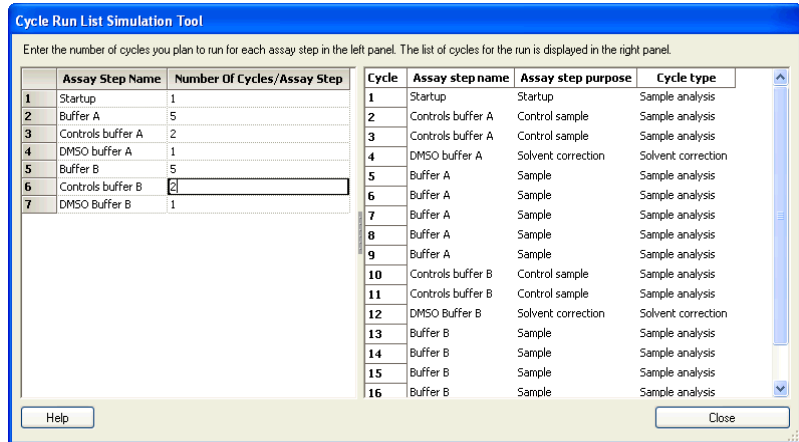 Cycle Run List Simulation Tool
Enter the number of cycles you plan to run for each assay step in the left panel. The list of cycles for the run is displayed in the right panel.
Assay Step Name Number Of Cycles/Assay Step
1 Startup 1
2 Buffer A 5
3 Controls buffer A 2
4 DMSO buffer A 1
5 Buffer B 5
6 Controls buffer B 2
7 DMSO Buffer B 1
Cycle Assay step name Assay step purpose Cycle type
1 Startup Startup Sample analysis
2 Controls buffer A Control sample Sample analysis
3 Controls buffer A Control sample Sample analysis
4 DMSO buffer A Solvent correction Solvent correction
5 Buffer A Sample Sample analysis
6 Buffer A Sample Sample analysis
7 Buffer A Sample Sample analysis
8 Buffer A Sample Sample analysis
9 Buffer A Sample Sample analysis
10 Controls buffer B Control sample Sample analysis
11 Controls buffer B Control sample Sample analysis
12 DMSO Buffer B Solvent correction Solvent correction
13 Buffer B Sample Sample analysis
14 Buffer B Sample Sample analysis
15 Buffer B Sample Sample analysis
16 Buffer B Sample Sample analysis
Help Close